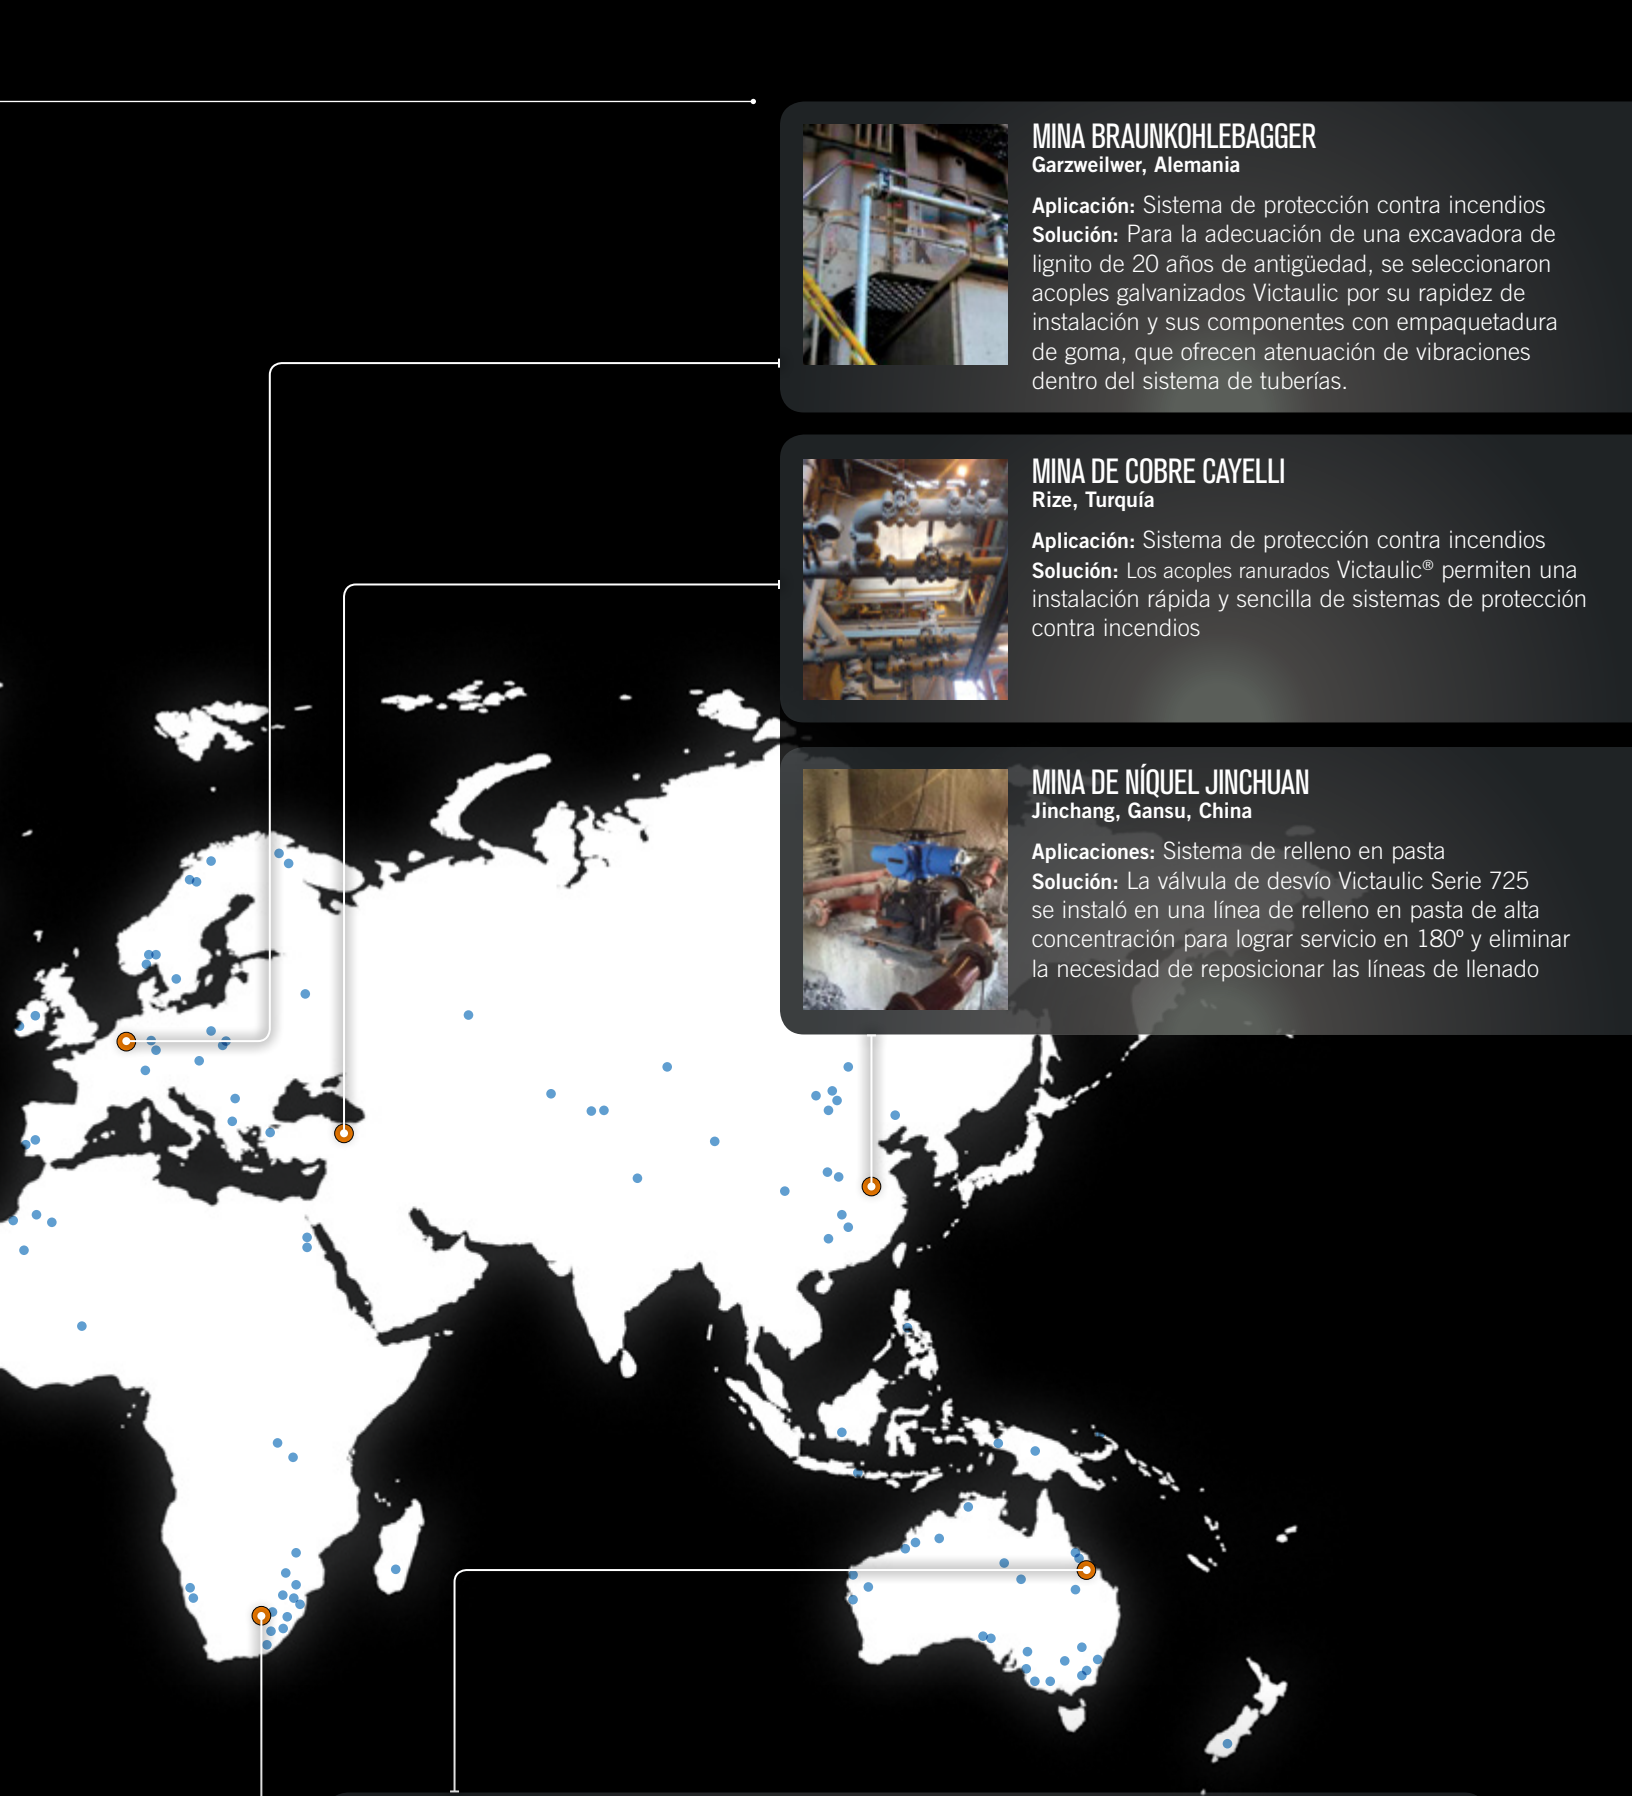 MINA BRAUNKOHLEBAGGER
Garzweilwer, Alemania
Aplicación: Sistema de protección contra incendios
Solución: Para la adecuación de una excavadora de
lignito de 20 años de antigüedad, se seleccionaron
acoples galvanizados Victaulic por su rapidez de
instalación y sus componentes con empaquetadura
de goma, que ofrecen atenuación de vibraciones
dentro del sistema de tuberías.
MINA DE COBRE CAYELLI
Rize, Turquía
Aplicación: Sistema de protección contra incendios
Solución: Los acoples ranurados Victaulic® permiten una
instalación rápida y sencilla de sistemas de protección
contra incendios
MINA DE NÍQUEL JINCHUAN
Jinchang, Gansu, China
Aplicaciones: Sistema de relleno en pasta
Solución: La válvula de desvío Victaulic Serie 725
se instaló en una línea de relleno en pasta de alta
concentración para lograr servicio en 180º y eliminar
la necesidad de reposicionar las líneas de llenado